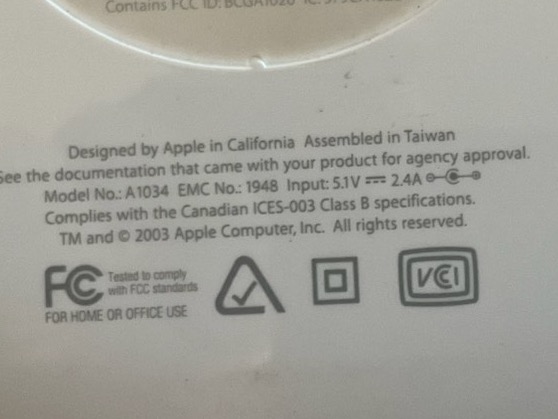 Contains FCC ID: BCGA1026 IC:
Designed by Apple in California Assembled in Taiwan
See the documentation that came with your product for agency approval.
Model No.: A1034 EMC No.: 1948 Input: 5.1V ⎓ 2.4A
Complies with the Canadian ICES-003 Class B specifications.
TM and © 2003 Apple Computer, Inc. All rights reserved.
FC Tested to comply
with FCC standards
FOR HOME OR OFFICE USE
VCI